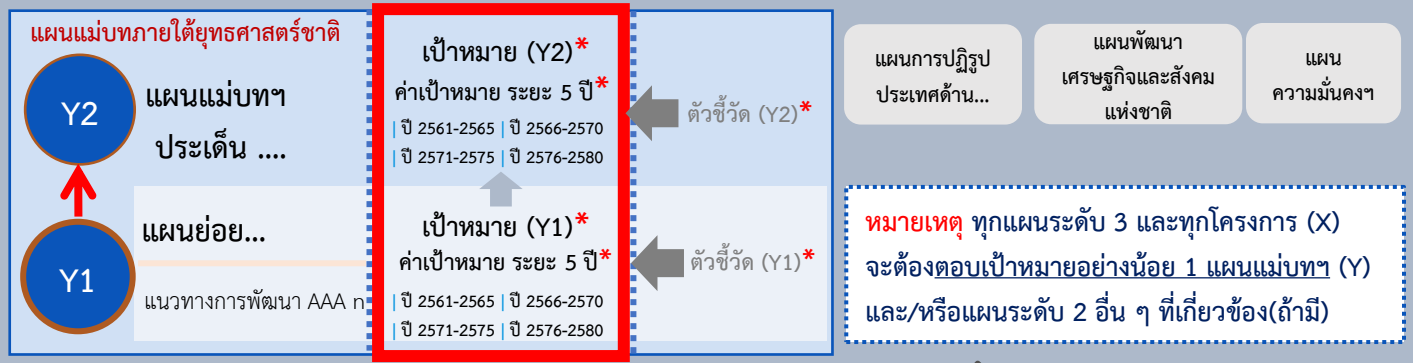 แผนแม่บทภายใต้ยุทธศาสตร์ชาติ
Y2
แผนแม่บทฯ
ประเด็น ....
เป้าหมาย (Y2)*
ค่าเป้าหมาย ระยะ 5 ปี*
| ปี 2561-2565 | ปี 2566-2570
| ปี 2571-2575 | ปี 2576-2580
ตัวชี้วัด (Y2)*
Y1
แผนย่อย...
แนวทางการพัฒนา AAA n
เป้าหมาย (Y1)*
ค่าเป้าหมาย ระยะ 5 ปี*
| ปี 2561-2565 | ปี 2566-2570
| ปี 2571-2575 | ปี 2576-2580
ตัวชี้วัด (Y1)*
แผนการปฏิรูป
ประเทศด้าน...
แผนพัฒนา
เศรษฐกิจและสังคม
แห่งชาติ
แผน
ความมั่นคงฯ
หมายเหตุ ทุกแผนระดับ 3 และทุกโครงการ (X)
จะต้องตอบเป้าหมายอย่างน้อย 1 แผนแม่บทฯ (Y)
และ/หรือแผนระดับ 2 อื่น ๆ ที่เกี่ยวข้อง(ถ้ามี)